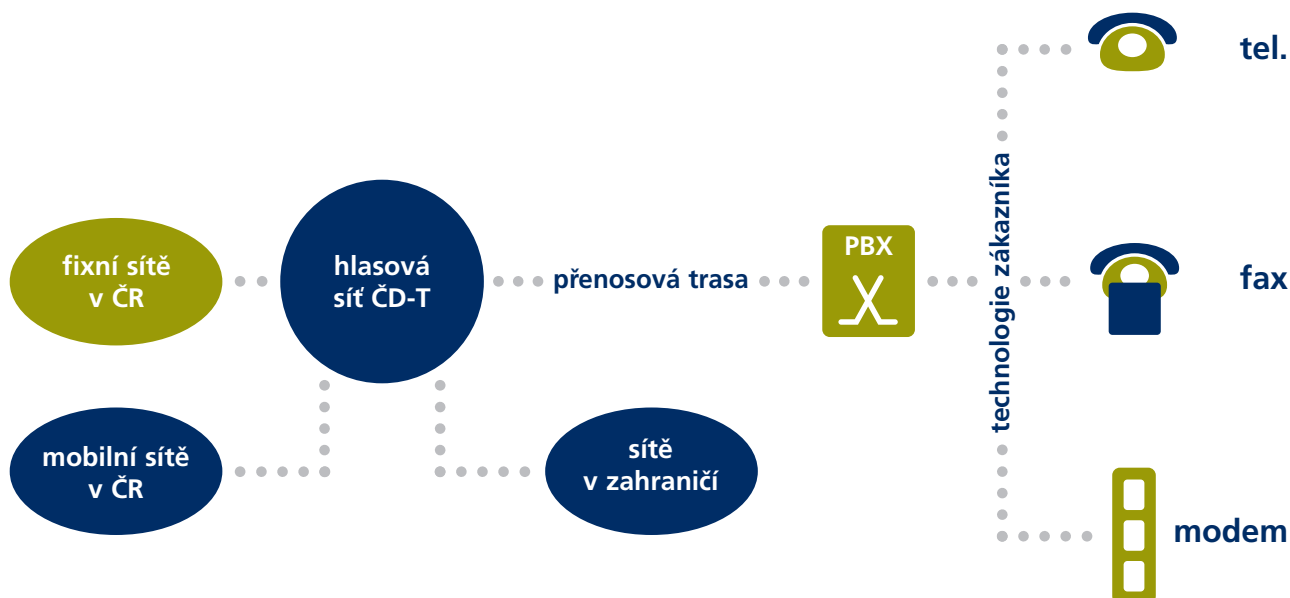 tel.
technologie zákazníka
fixní sítě
v ČR
hlasová
síť ČD-T
přenosová trasa
PBX
fax
mobilní sítě
v ČR
sítě
v zahraničí
modem